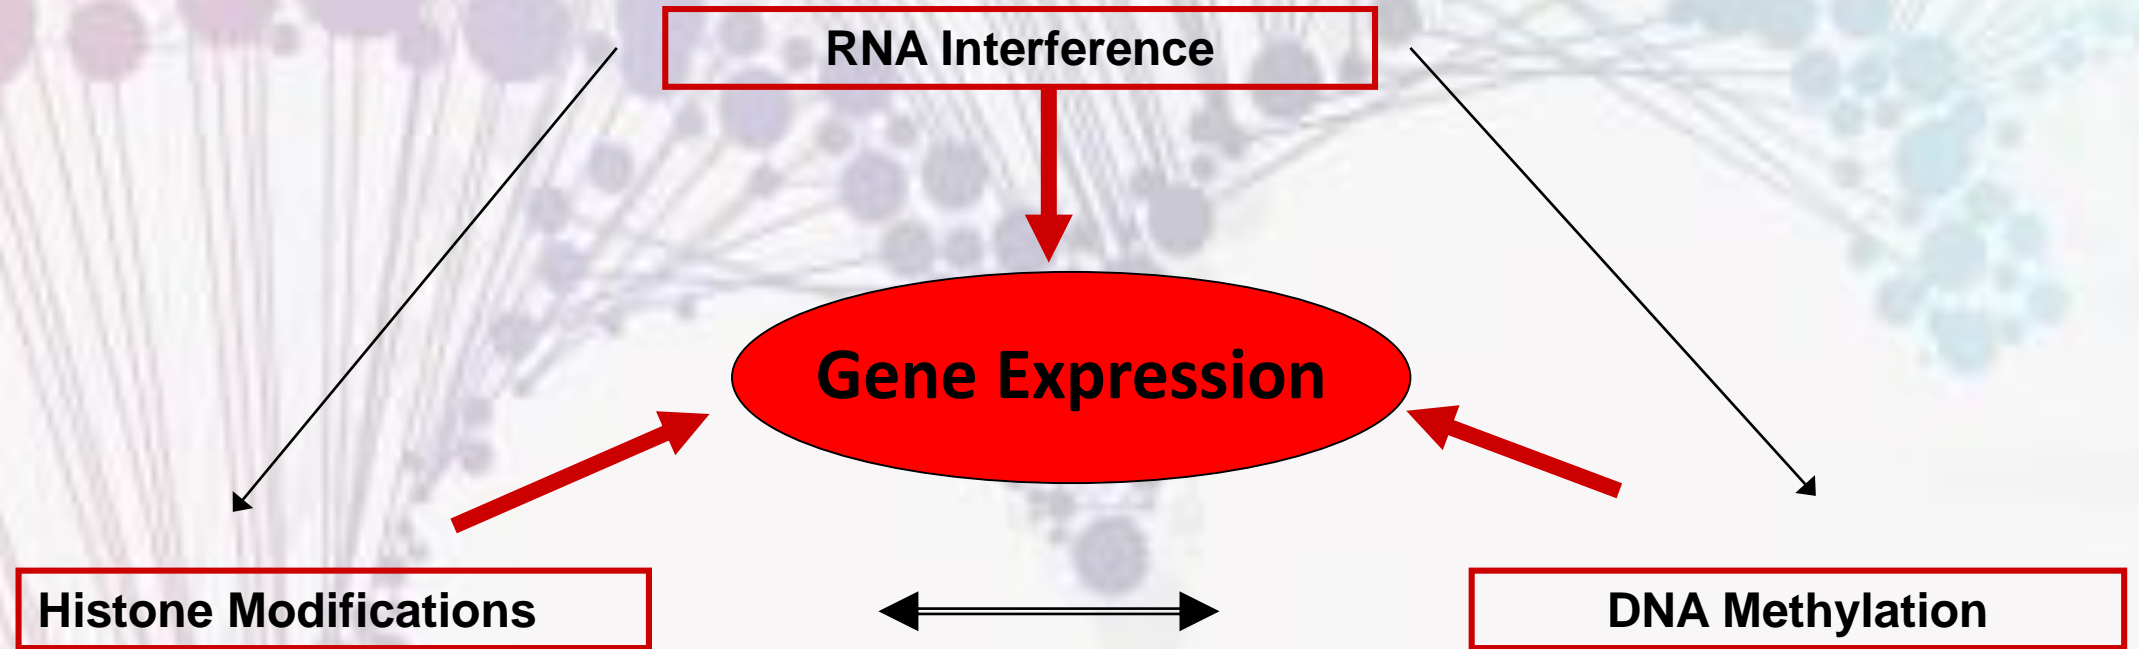 RNA Interference
Gene Expression
Histone Modifications
DNA Methylation